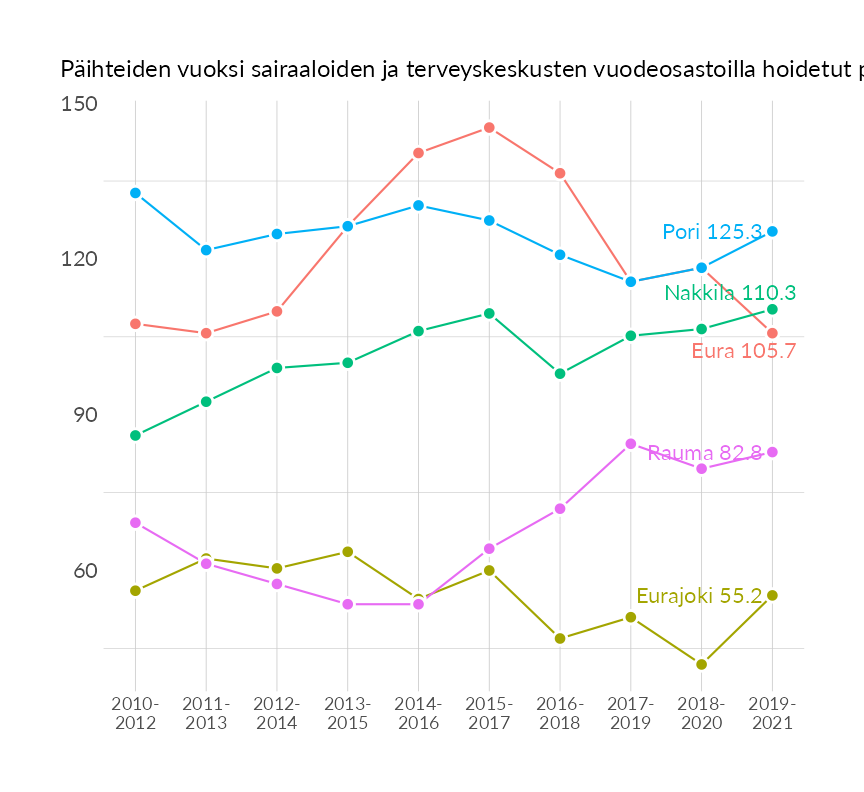 Päihteiden vuoksi sairaaloiden ja terveyskeskusten vuodeosastoilla hoidetut
150
120
90
60
Pori 125.3
Nakkila 110.3
Eura 105.7
Rauma 82.8
Eurajoki 55.2
2010- 2011- 2012- 2013- 2014- 2015- 2016- 2017- 2018- 2019-
2012 2013 2014 2015 2016 2017 2018 2019 2020 2021